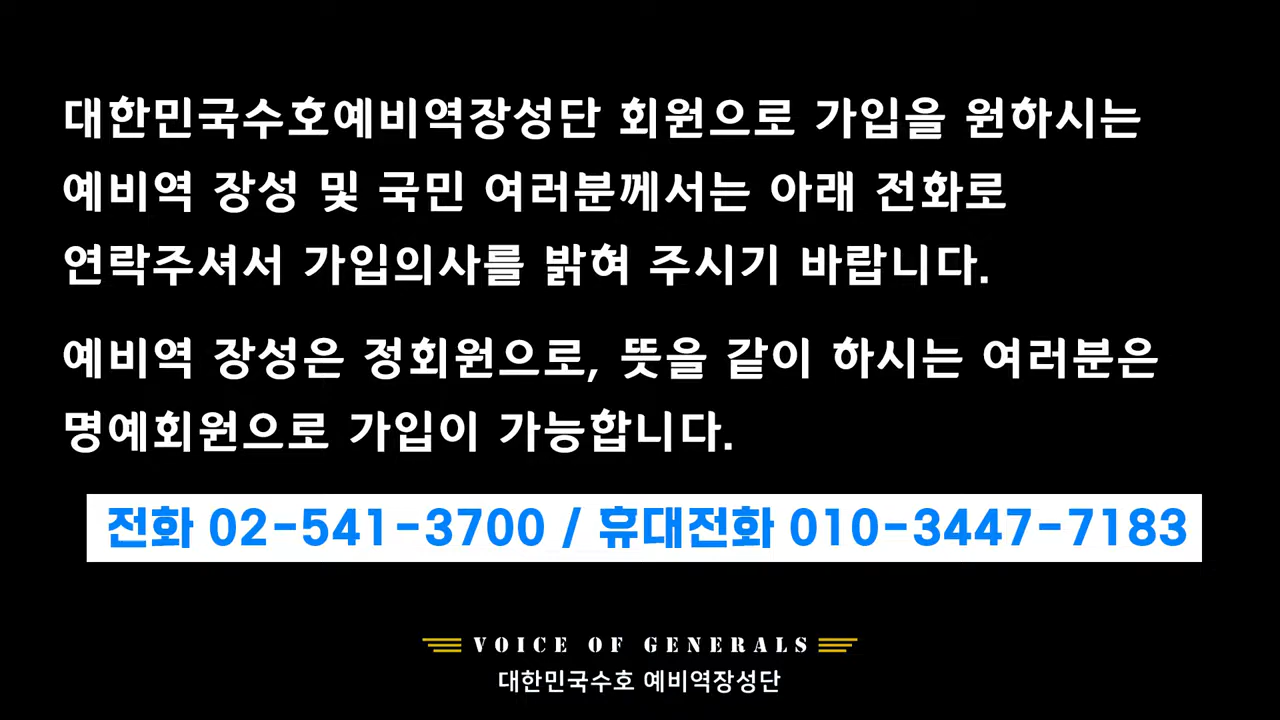 대한민국수호예비역장성단 회원으로 가입을 원하시는
예비역 장성 및 국민 여러분께서는 아래 전화로
연락주셔서 가입의사를 밝혀 주시기 바랍니다.
예비역 장성은 정회원으로, 뜻을 같이 하시는 여러분은
명예회원으로 가입이 가능합니다.
전화 02-541-3700 / 휴대전화 010-3447-7183
VOICE OF GENERALS
대한민국수호 예비역장성단